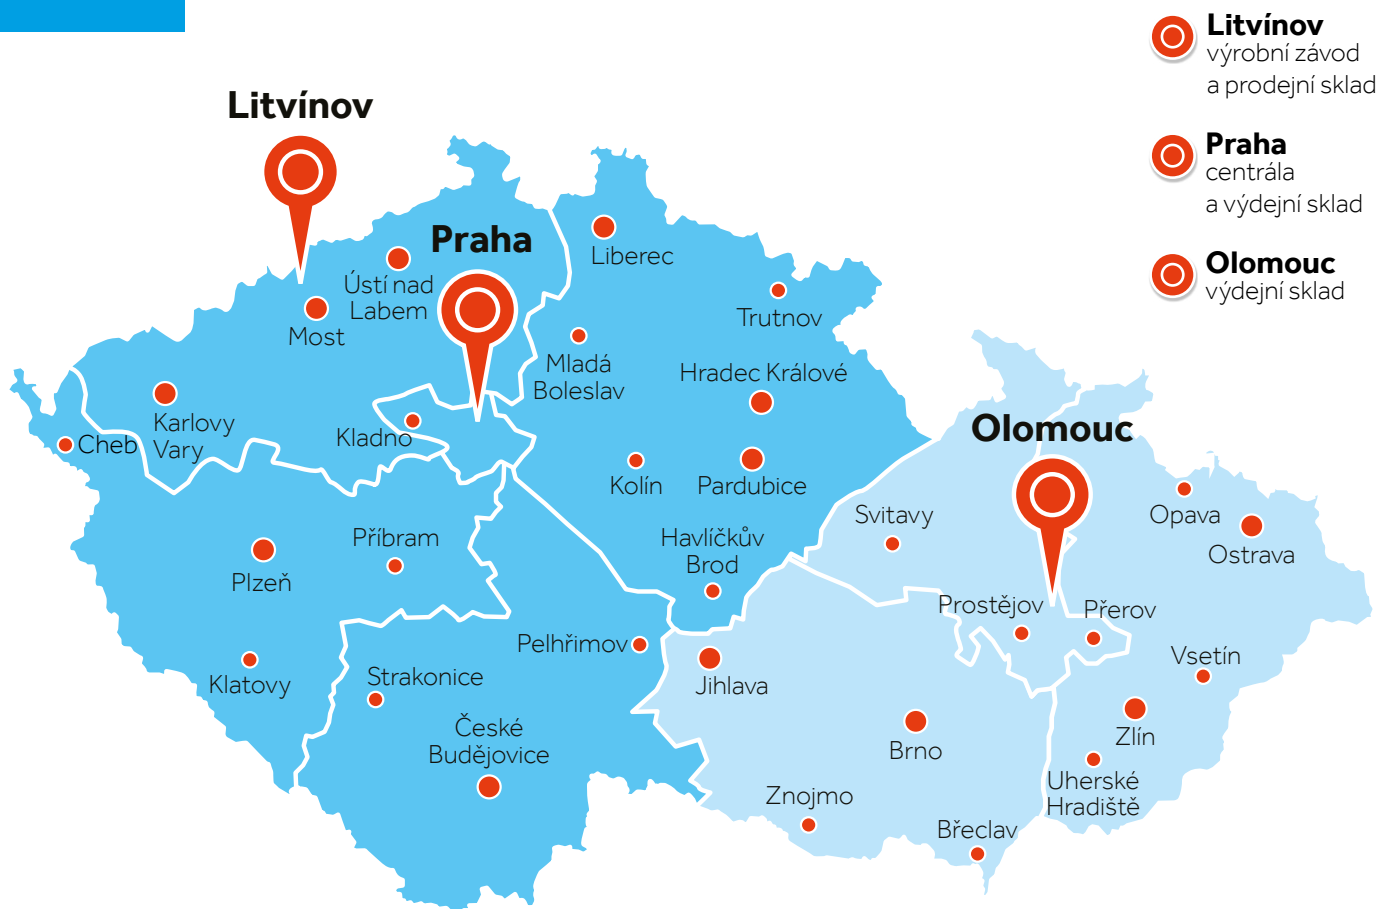 Litvínov
výrobní závod
a prodejní sklad
Praha
centrála
a výdejní sklad
Olomouc
výdejní sklad
Litvínov
Praha
Liberec
Ústí nad
Labem
Trutnov
Most
Mladá
Boleslav
Hradec Králové
Karlovy
Vary
Cheb
Kladno
Olomouc
Kolín
Pardubice
Svitavy
Opava
Ostrava
Příbram
Havlíčkův
Brod
Plzeň
Prostějov
Přerov
Pelhřimov
Vsetín
Klatovy
Strakonice
Jihlava
České
Budějovice
Brno
Zlín
Uherské
Hradiště
Znojmo
Břeclav